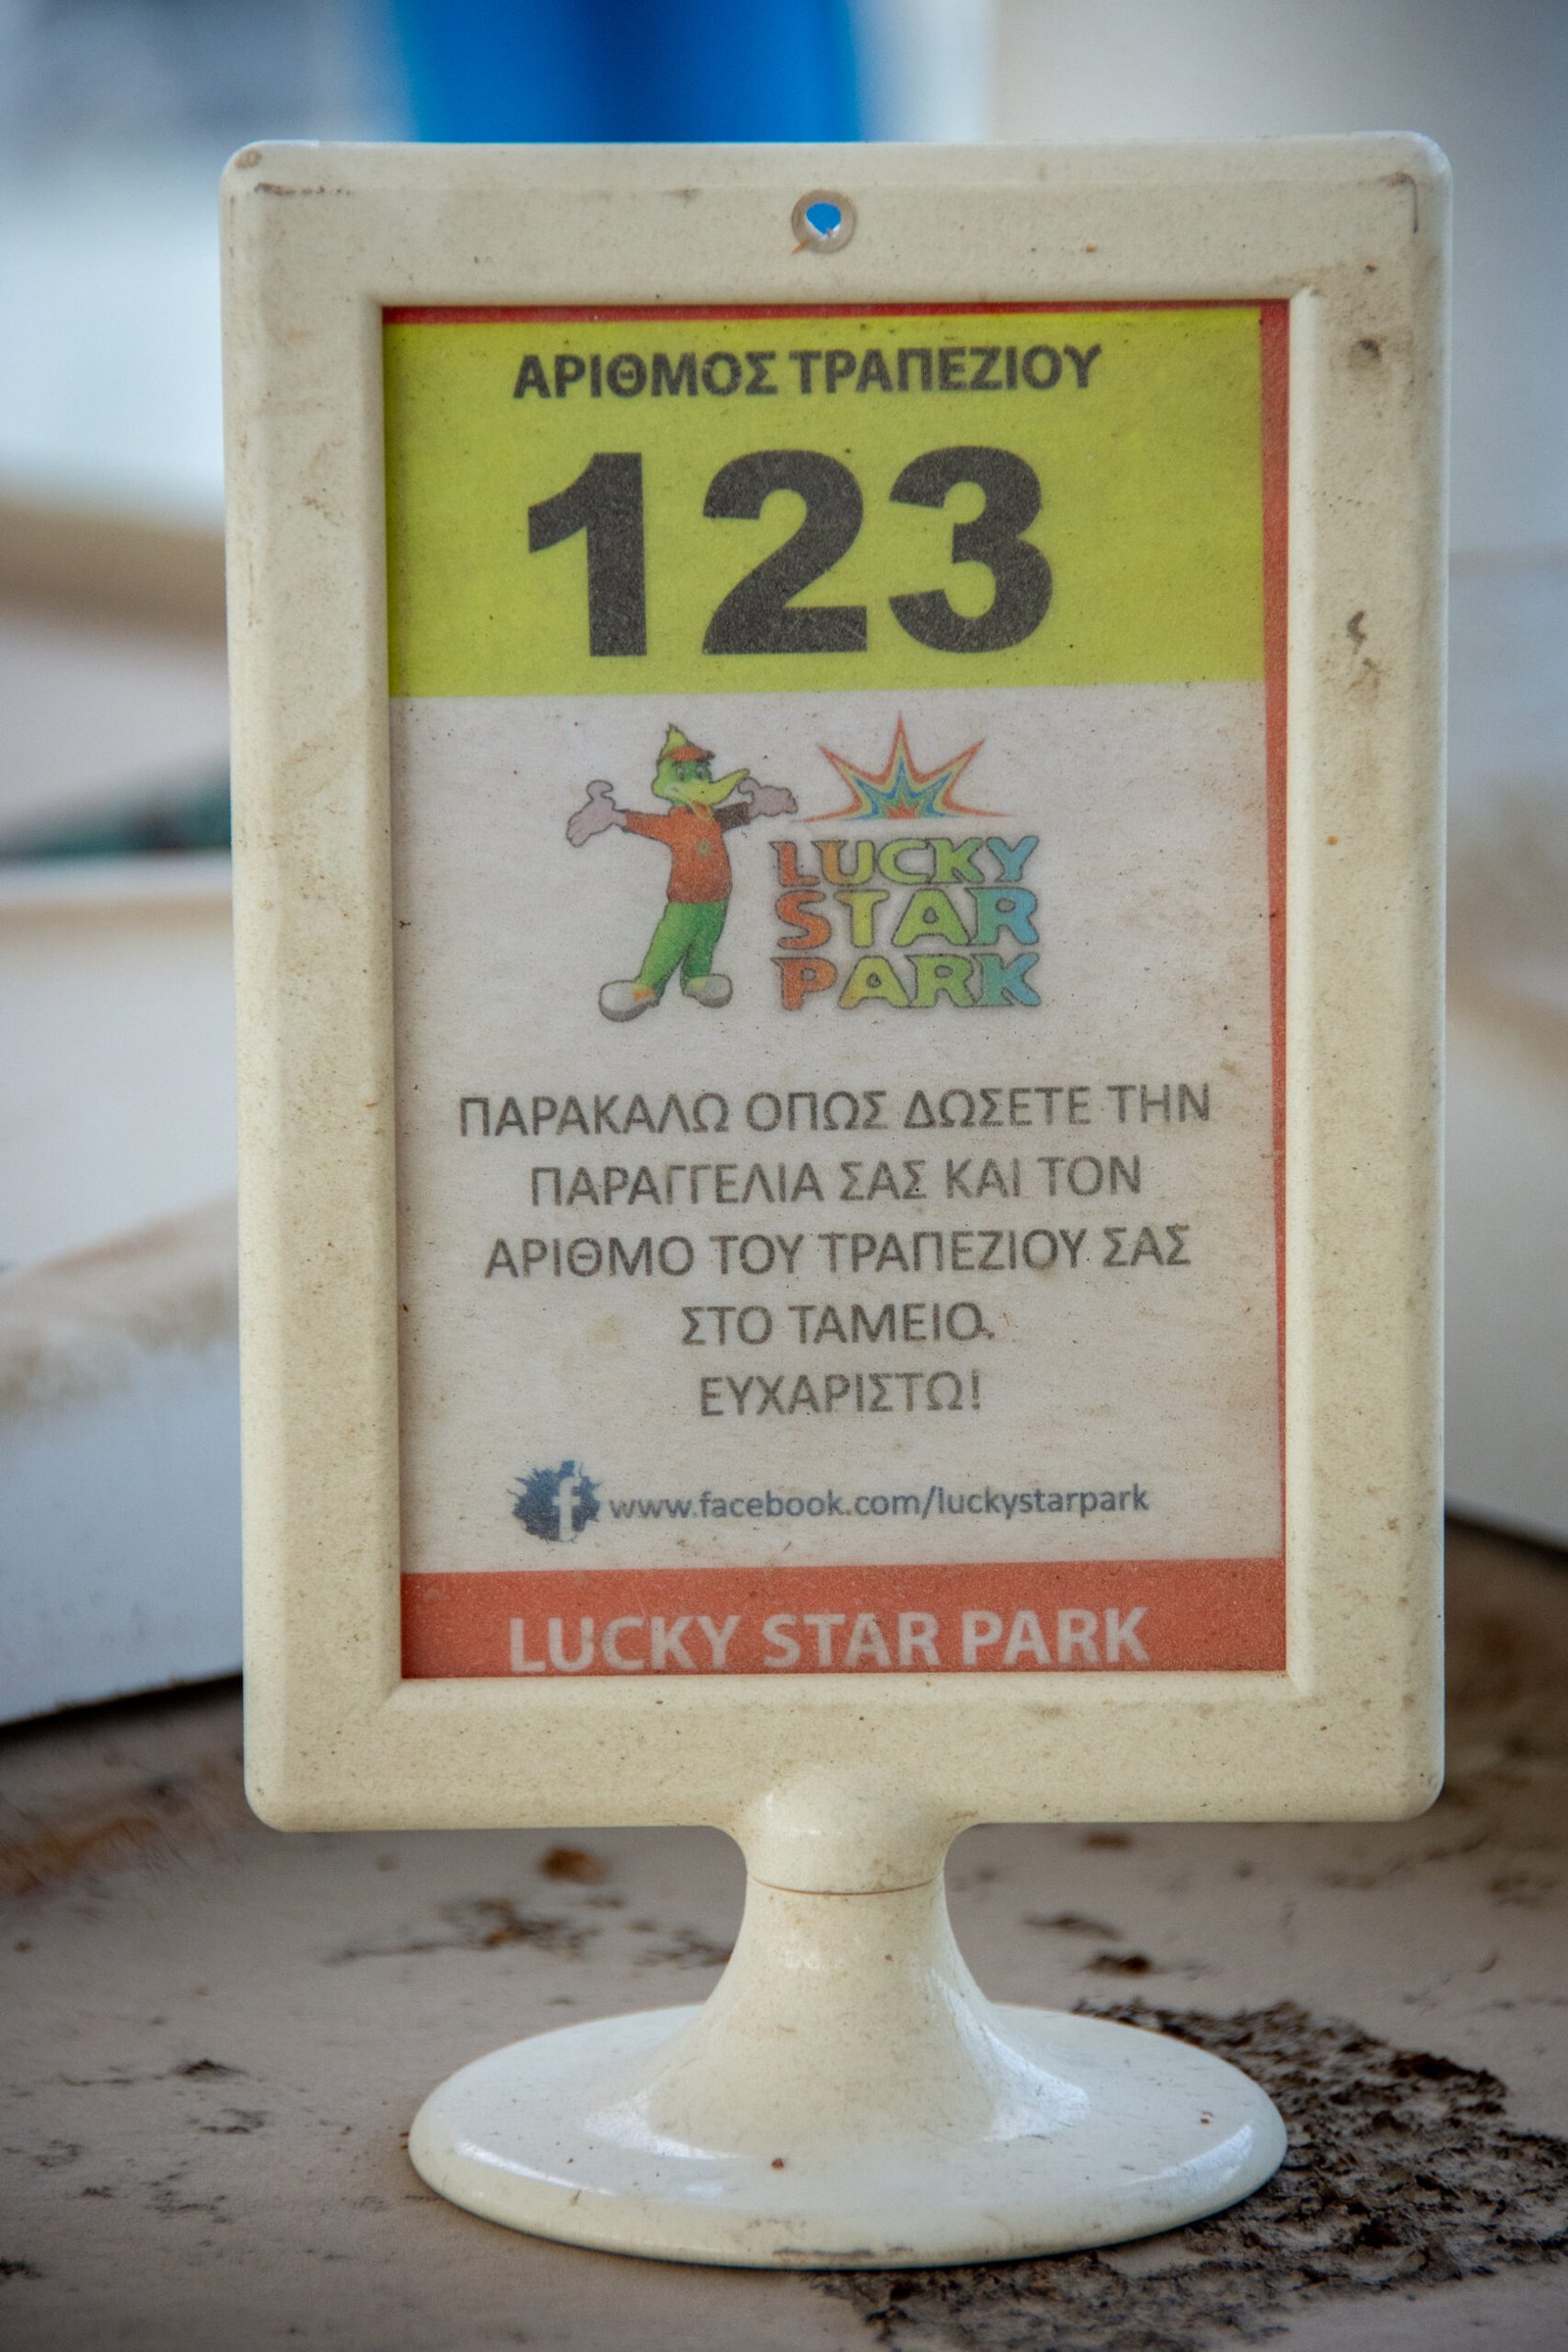 ΑΡΙΘΜΟΣ ΤΡΑΠΕΖΙΟΥ
123
LUCKY
STAR
PARK
ΠΑΡΑΚΑΛΩ ΟΠΩΣ ΔΩΣΕΤΕ ΤΗΝ
ΠΑΡΑΓΓΕΛΙΑ ΣΑΣ ΚΑΙ ΤΟΝ
ΑΡΙΘΜΟ ΤΟΥ ΤΡΑΠΕΖΙΟΥ ΣΑΣ
ΣΤΟ ΤΑΜΕΙΟ.
ΕΥΧΑΡΙΣΤΩ!
f www.facebook.com/luckystarpark
LUCKY STAR PARK